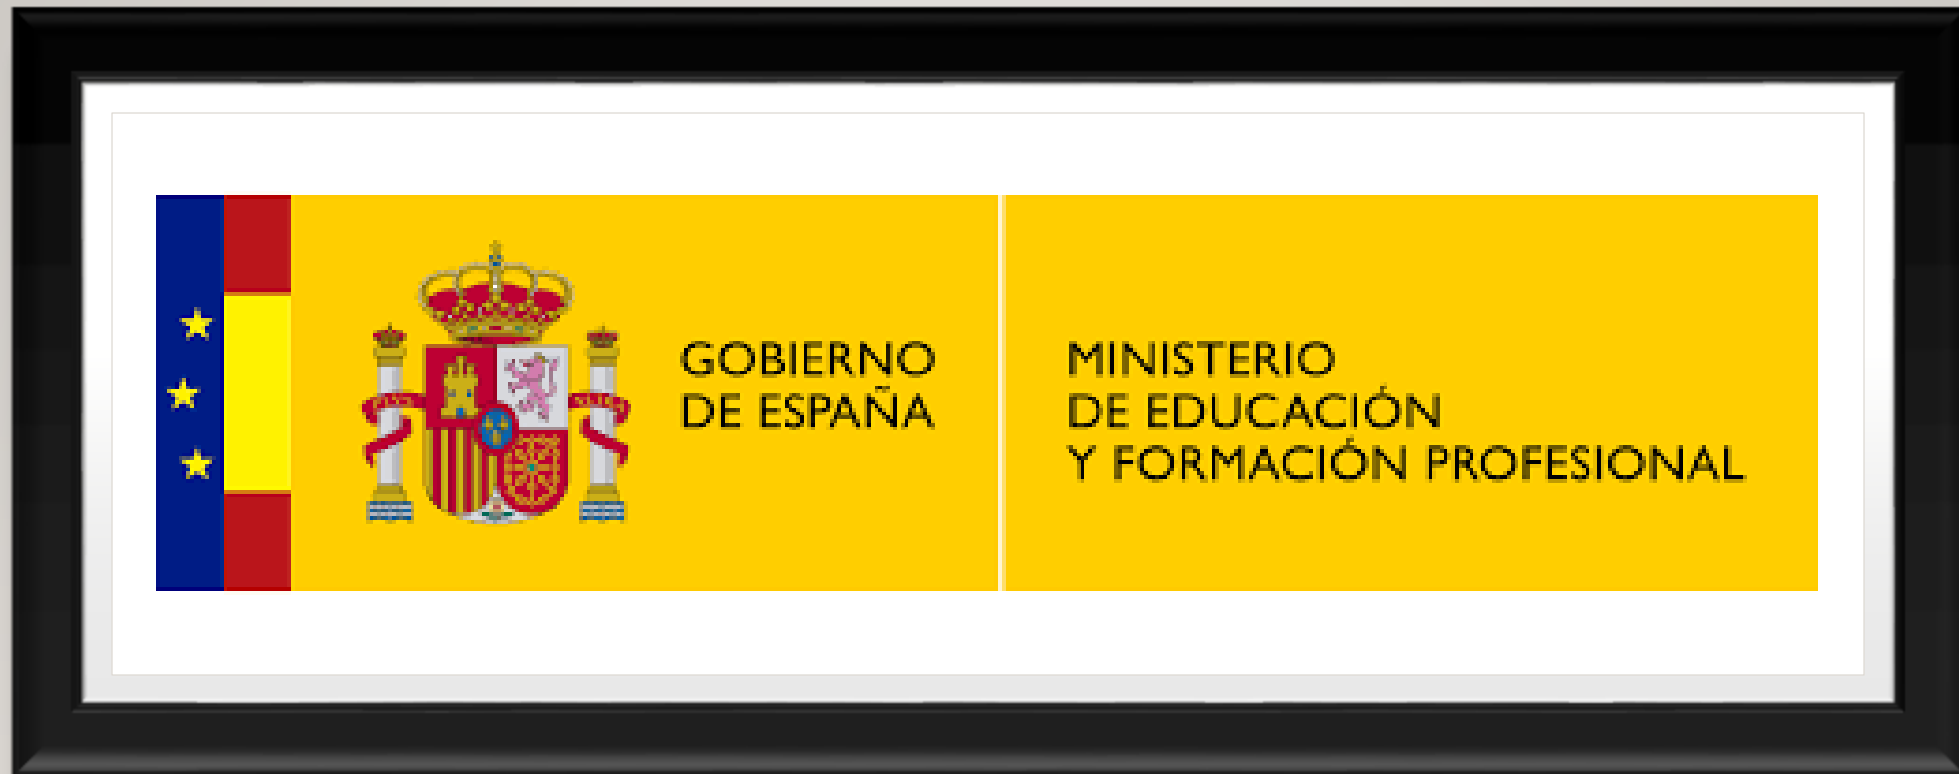 GOBIERNO
DE ESPAÑA
MINISTERIO
DE EDUCACIÓN
Y FORMACIÓN PROFESIONAL